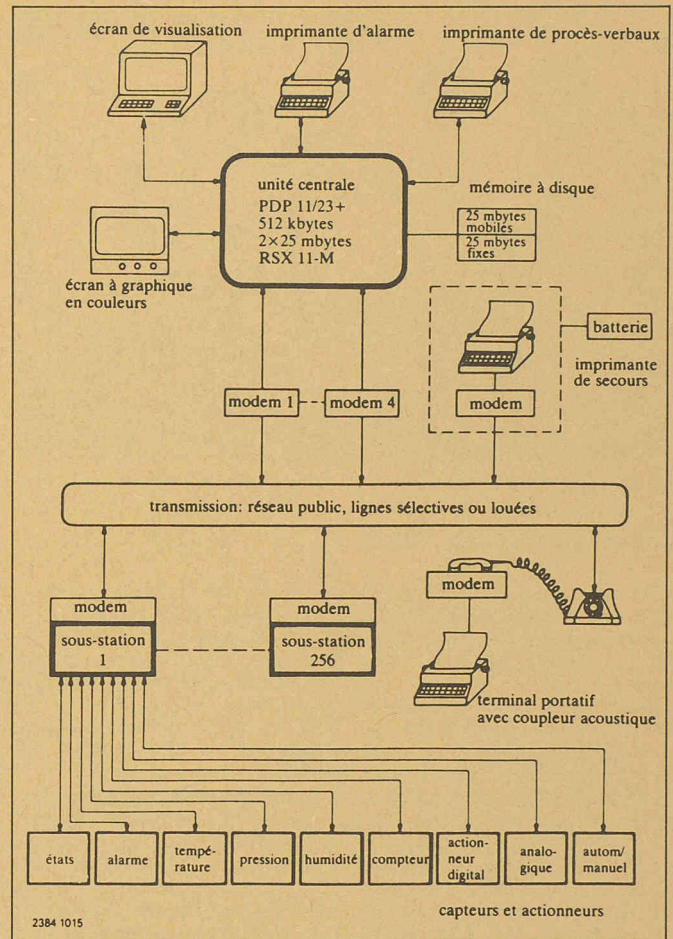 écran de visualisation
imprimante d'alarme
imprimante de procès-verbaux
unité centrale
PDP 11/23+
512 kbytes
2×25 mbytes
RSX 11-M
mémoire à disque
25 mbytes
mobiles
25 mbytes
fixes
écran à graphique
en couleurs
batterie
imprimante
de secours
modem 1
modem 4
modem
transmission: réseau public, lignes sélectives ou louées
modem
sous-station
1
modem
sous-station
256
modem
terminal portatif
avec coupleur acoustique
états
alarme
tempé-
rature
pression
humidité
compteur
action-
neur
digital
analo-
gique
autom/
manuel
capteurs et actionneurs
2384 1015